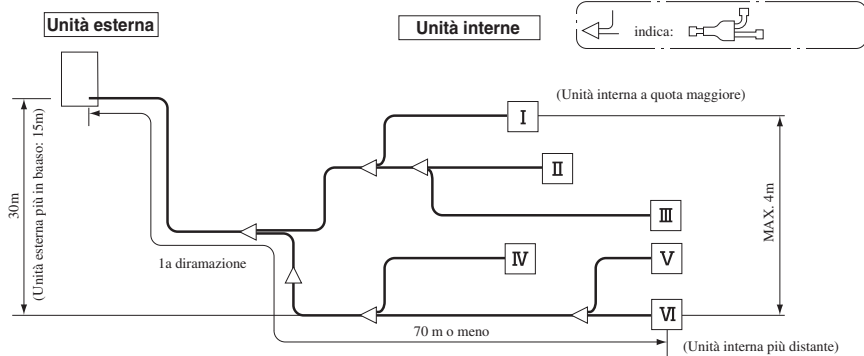 Unità esterna
Unità interne
indica:
(Unità interna a quota maggiore)
I
II
III
IV
V
VI
30m
(Unità esterna più in baaso: 15m)
MAX. 4m
1a diramazione
70 m o meno
(Unità interna più distante)